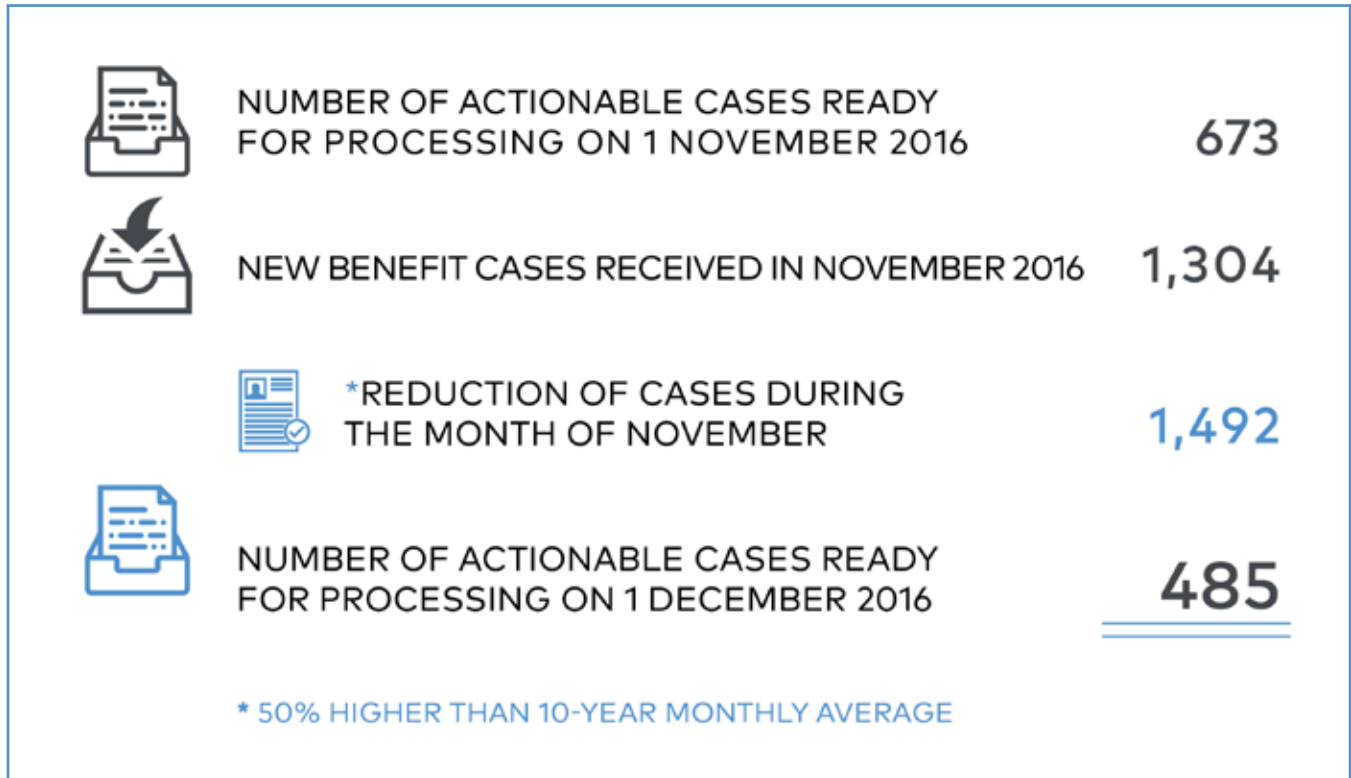 NUMBER OF ACTIONABLE CASES READY
FOR PROCESSING ON 1 NOVEMBER 2016
673
NEW BENEFIT CASES RECEIVED IN NOVEMBER 2016
1,304
*REDUCTION OF CASES DURING
THE MONTH OF NOVEMBER
1,492
NUMBER OF ACTIONABLE CASES READY
FOR PROCESSING ON 1 DECEMBER 2016
485
* 50% HIGHER THAN 10-YEAR MONTHLY AVERAGE